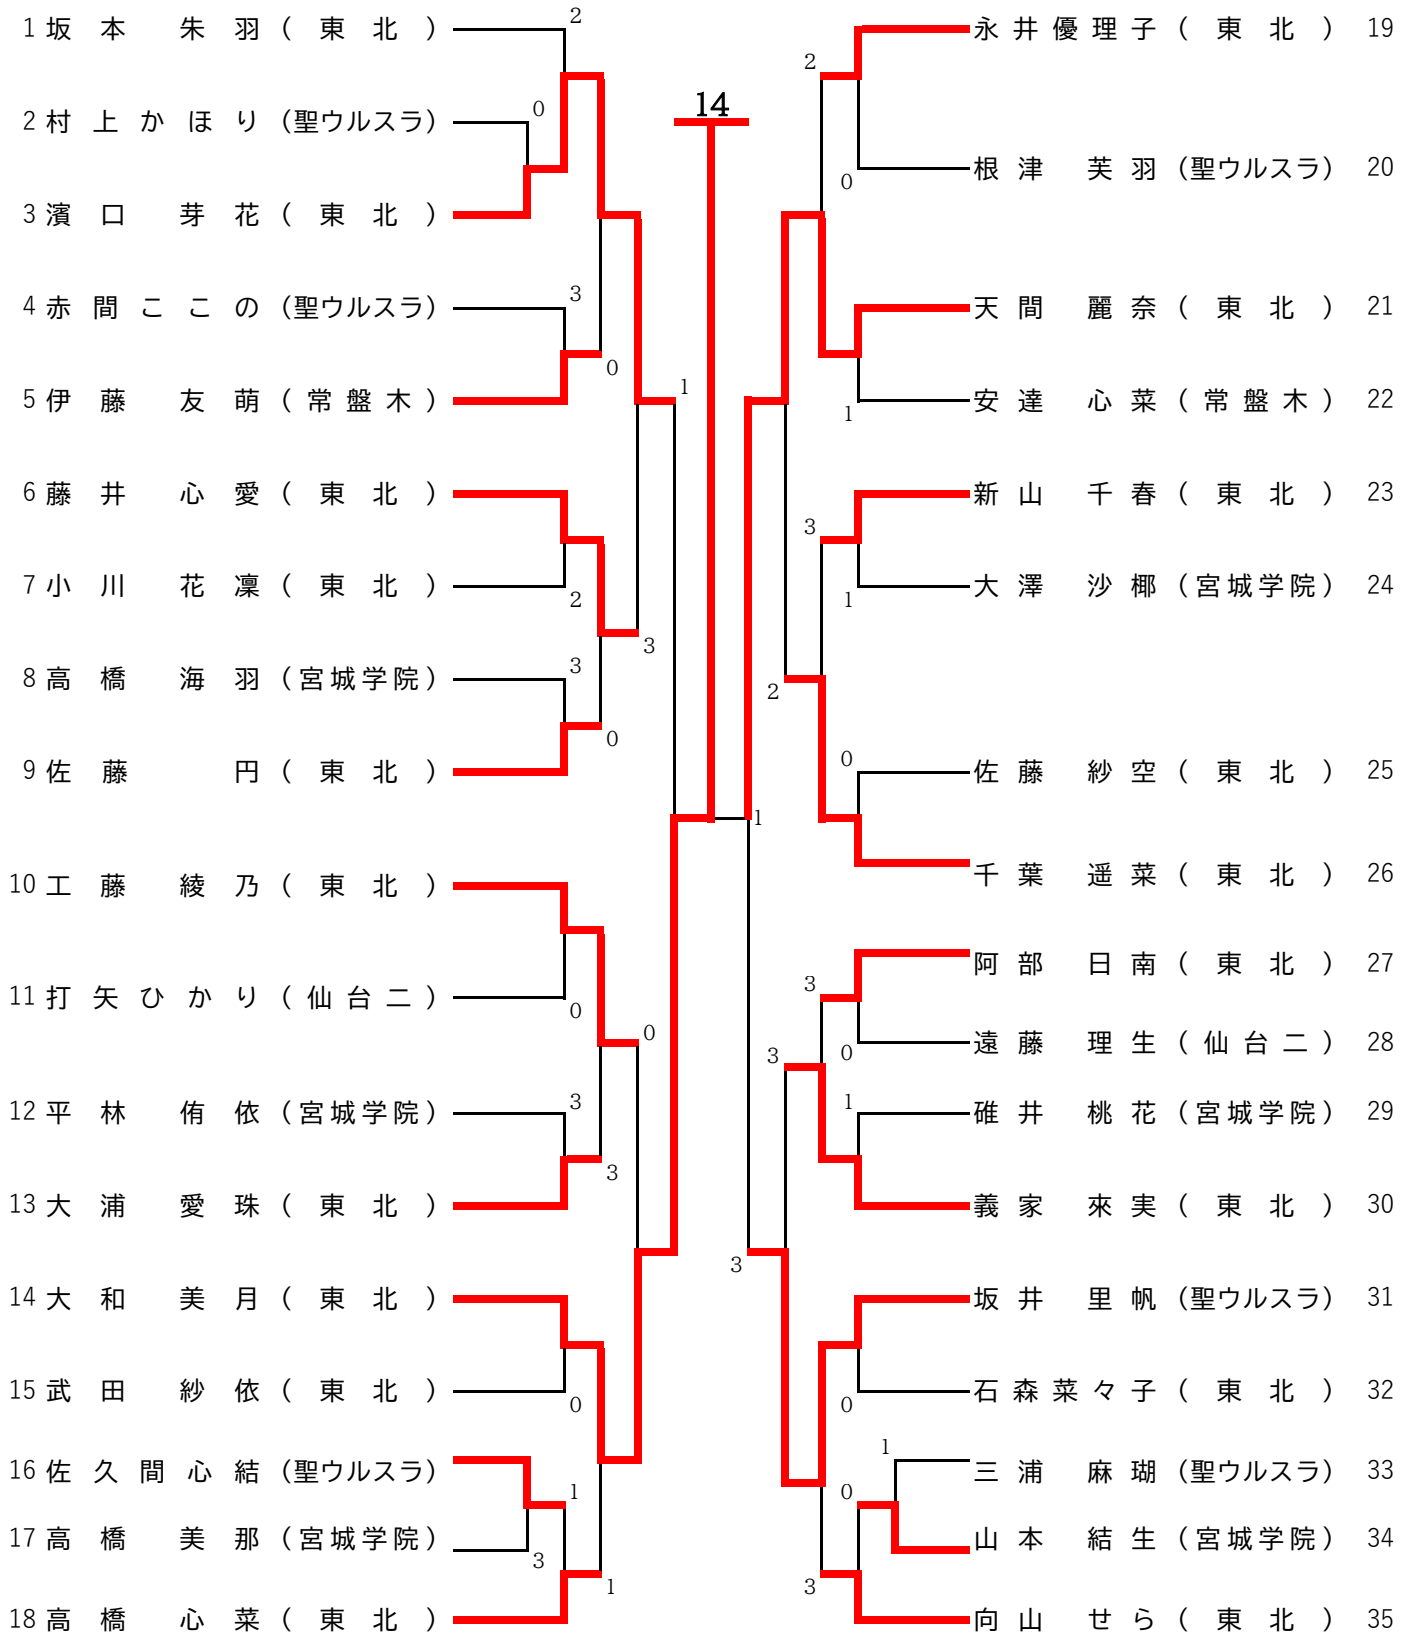 1 坂本 朱羽 (東北)
2
2 村上かほり (聖ウルスラ)
0
3 濱口 芽花 (東北)
4 赤間ここの (聖ウルスラ)
3
0
5 伊藤 友萌 (常盤木)
1
6 藤井 心愛 (東北)
7 小川 花凜 (東北)
2
3
8 高橋 海羽 (宮城学院)
3
0
9 佐藤 円 (東北)
10 工藤 綾乃 (東北)
11 打矢ひかり (仙台二)
0
0
12 平林 侑依 (宮城学院)
3
3
13 大浦 愛珠 (東北)
14 大和 美月 (東北)
15 武田 紗依 (東北)
0
16 佐久間心結 (聖ウルスラ)
1
17 高橋 美那 (宮城学院)
3
1
18 高橋 心菜 (東北)
14
1
永井優理子 (東北) 19
2
根津 芙羽 (聖ウルスラ) 20
0
天間 麗奈 (東北) 21
安達 心菜 (常盤木) 22
1
新山 千春 (東北) 23
3
大澤 沙椰 (宮城学院) 24
1
2
佐藤 紗空 (東北) 25
0
千葉 遥菜 (東北) 26
阿部 日南 (東北) 27
3
遠藤 理生 (仙台二) 28
0
3
碓井 桃花 (宮城学院) 29
1
義家 來実 (東北) 30
3
坂井 里帆 (聖ウルスラ) 31
石森菜々子 (東北) 32
0
三浦 麻瑚 (聖ウルスラ) 33
1
0
山本 結生 (宮城学院) 34
3
向山 せら (東北) 35